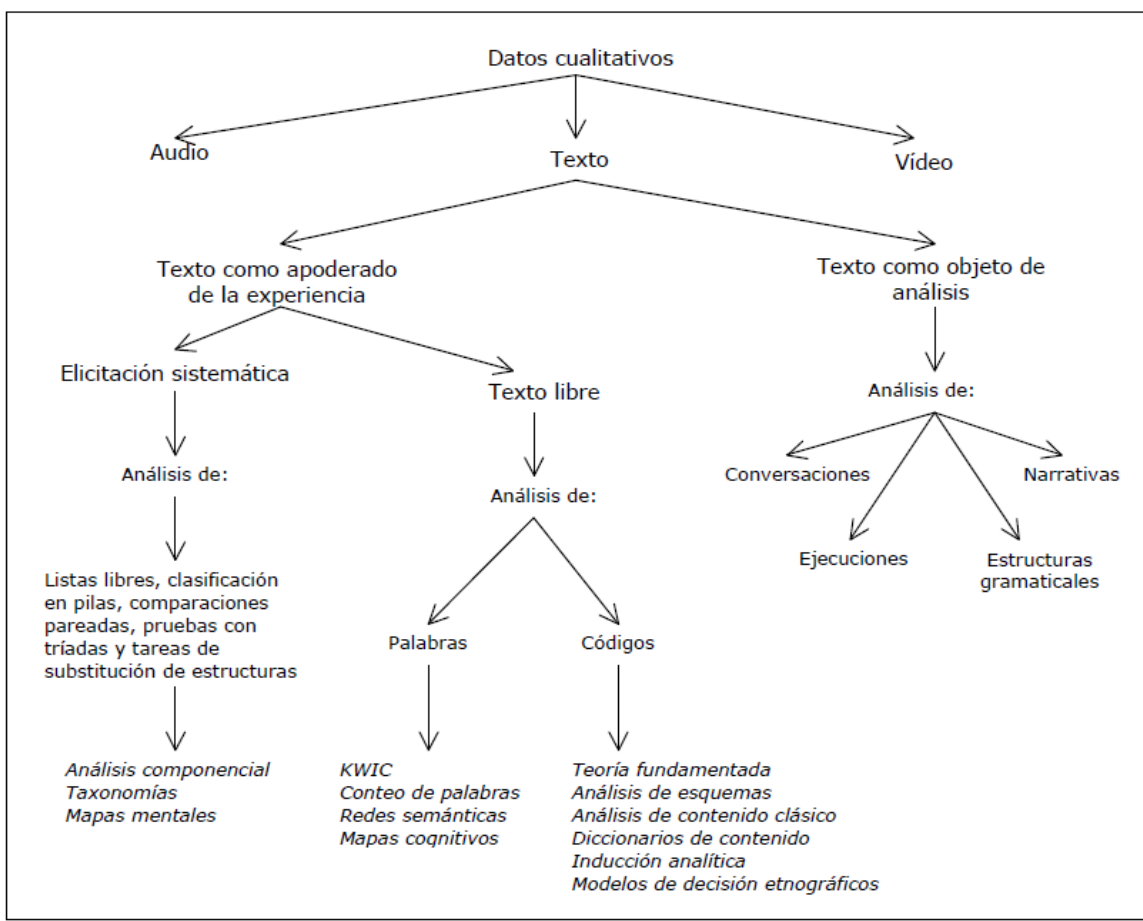 Datos cualitativos
Audio
Texto
Vídeo
Texto como apoderado
de la experiencia
Texto como objeto de
análisis
Elicitación sistemática
Texto libre
Análisis de:
Análisis de:
Análisis de:
Conversaciones
Narrativas
Ejecuciones
Estructuras
gramaticales
Listas libres, clasificación
en pilas, comparaciones
pareadas, pruebas con
tríadas y tareas de
substitución de estructuras
Palabras
Códigos
Análisis componencial
Taxonomías
Mapas mentales
KWIC
Conteo de palabras
Redes semánticas
Mapas cognitivos
Teoría fundamentada
Análisis de esquemas
Análisis de contenido clásico
Diccionarios de contenido
Inducción analítica
Modelos de decisión etnográficos